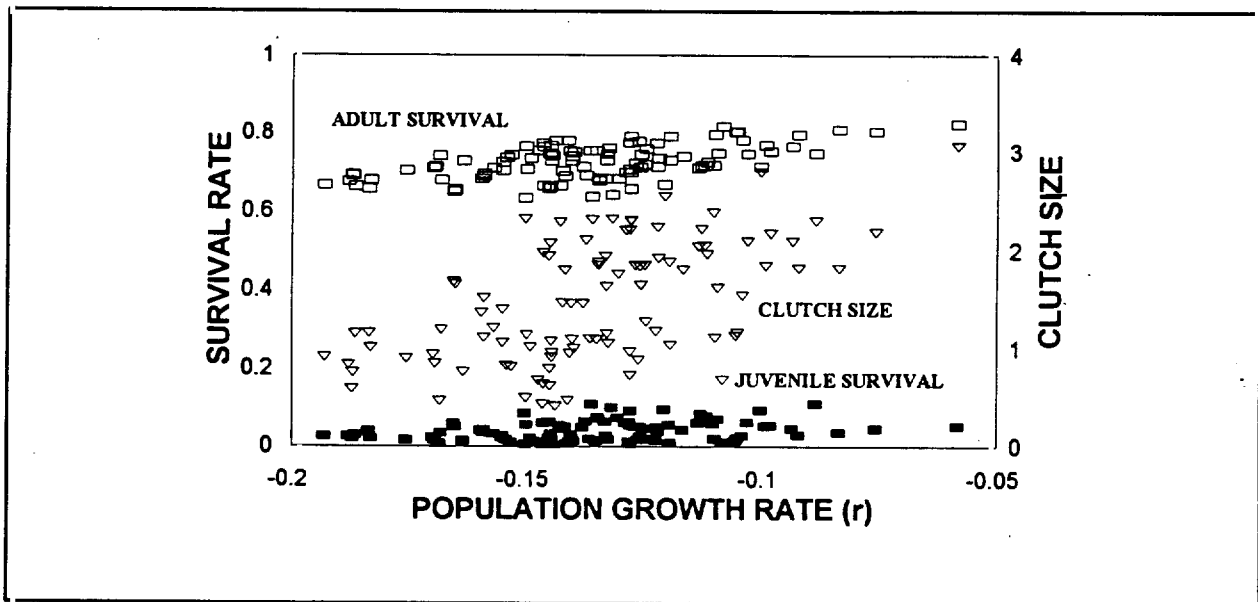 1
0.8
0.6
0.4
0.2
0
SURVIVAL RATE
ADULT SURVIVAL
CLUTCH SIZE
JUVENILE SURVIVAL
4
3
2
1
0
CLUTCH SIZE
-0.2
-0.15
-0.1
-0.05
POPULATION GROWTH RATE (r)